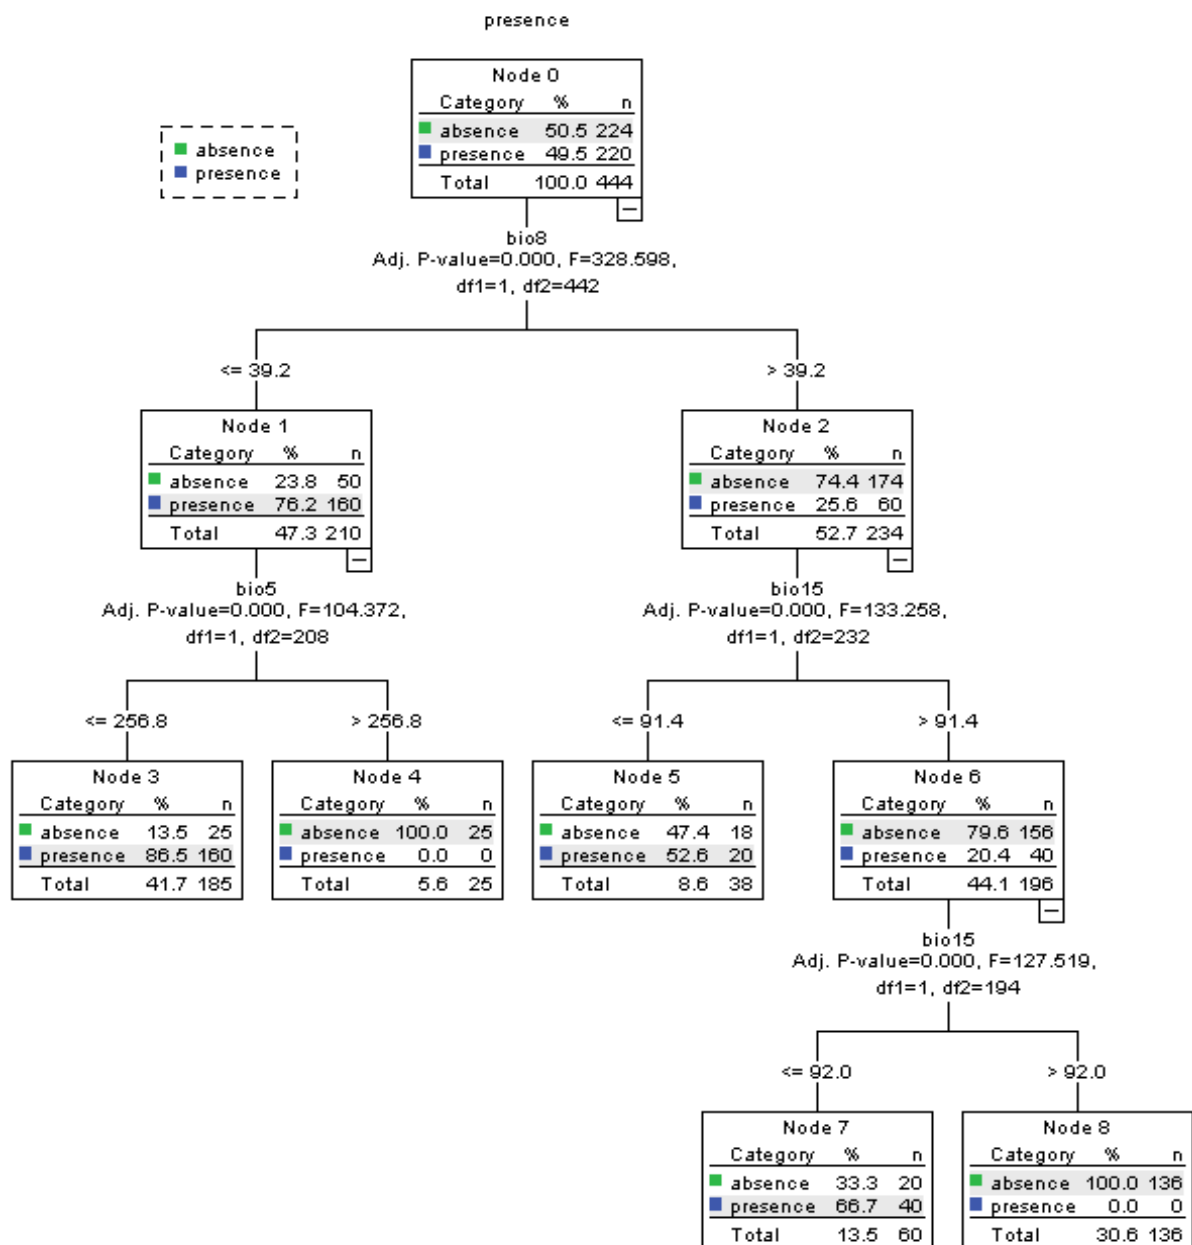 presence
Node 0
Category % n
absence 50.5 224
presence 49.5 220
Total 100.0 444
absence
presence
bio8
Adj. P-value=0.000, F=328.598,
df1=1, df2=442
<= 39.2
> 39.2
Node 1
Category % n
absence 23.8 50
presence 76.2 160
Total 47.3 210
Node 2
Category % n
absence 74.4 174
presence 25.6 60
Total 52.7 234
bio5
Adj. P-value=0.000, F=104.372,
df1=1, df2=208
bio15
Adj. P-value=0.000, F=133.258,
df1=1, df2=232
<= 256.8
> 256.8
<= 91.4
> 91.4
Node 3
Category % n
absence 13.5 25
presence 86.5 160
Total 41.7 185
Node 4
Category % n
absence 100.0 25
presence 0.0 0
Total 5.6 25
Node 5
Category % n
absence 47.4 18
presence 52.6 20
Total 8.6 38
Node 6
Category % n
absence 79.6 156
presence 20.4 40
Total 44.1 196
bio15
Adj. P-value=0.000, F=127.519,
df1=1, df2=194
<= 92.0
> 92.0
Node 7
Category % n
absence 33.3 20
presence 66.7 40
Total 13.5 60
Node 8
Category % n
absence 100.0 136
presence 0.0 0
Total 30.6 136